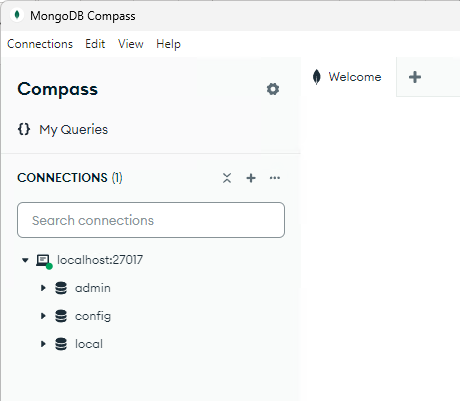 MongoDB Compass
Connections Edit View Help
Compass
Welcome
{} My Queries
CONNECTIONS (1)
Search connections
localhost:27017
admin
config
local